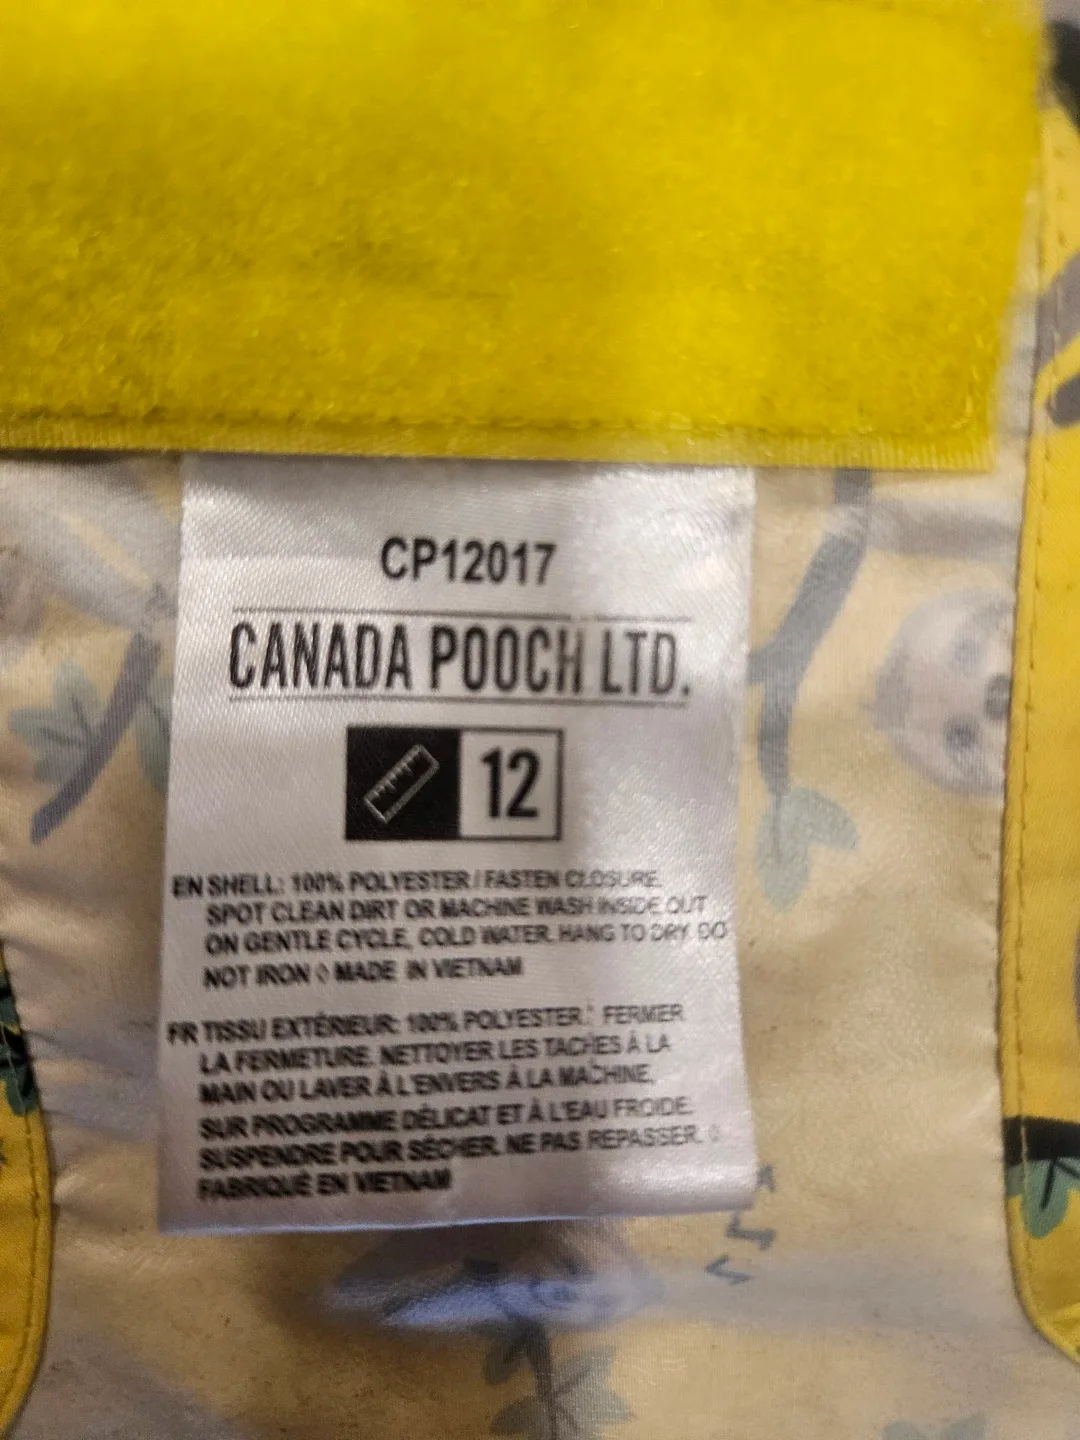 CP12017
CANADA POOCH LTD.
12
EN SHELL: 100% POLYESTER / FASTEN CLOSURE.
SPOT CLEAN DIRT OR MACHINE WASH INSIDE OUT
ON GENTLE CYCLE, COLD WATER. HANG TO DRY. DO
NOT IRON ◊ MADE IN VIETNAM
FR TISSU EXTÉRIEUR: 100% POLYESTER. FERMER
LA FERMETURE. NETTOYER LES TACHES À LA
MAIN OU LAVER À L'ENVERS À LA MACHINE,
SUR PROGRAMME DÉLICAT ET À L'EAU FROIDE.
SUSPENDRE POUR SÉCHER. NE PAS REPASSER. ◊
FABRIQUÉ EN VIETNAM